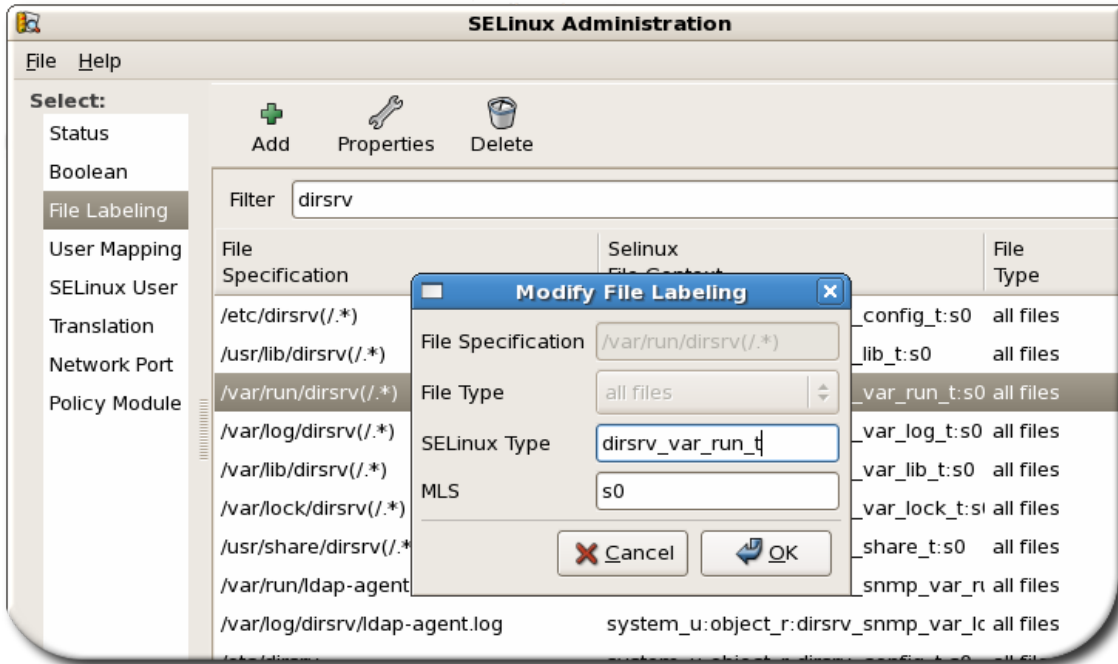 SELinux Administration
File Help
Select:
Status
Boolean
File Labeling
User Mapping
SELinux User
Translation
Network Port
Policy Module
Add Properties Delete
Filter dirsrv
File Specification
Selinux
File Type
/etc/dirsrv(/.*) _config_t:s0 all files
/usr/lib/dirsrv(/.*) _lib_t:s0 all files
/var/run/dirsrv(/.*) _var_run_t:s0 all files
/var/log/dirsrv(/.*) _var_log_t:s0 all files
/var/lib/dirsrv(/.*) _var_lib_t:s0 all files
/var/lock/dirsrv(/.*) _var_lock_t:s all files
/usr/share/dirsrv(/.* _share_t:s0 all files
/var/run/ldap-agent _snmp_var_ru all files
/var/log/dirsrv/ldap-agent.log system_u:object_r:dirsrv_snmp_var_lo all files
Modify File Labeling
File Specification /var/run/dirsrv(/.*)
File Type all files
SELinux Type dirsrv_var_run_t
MLS s0
Cancel OK